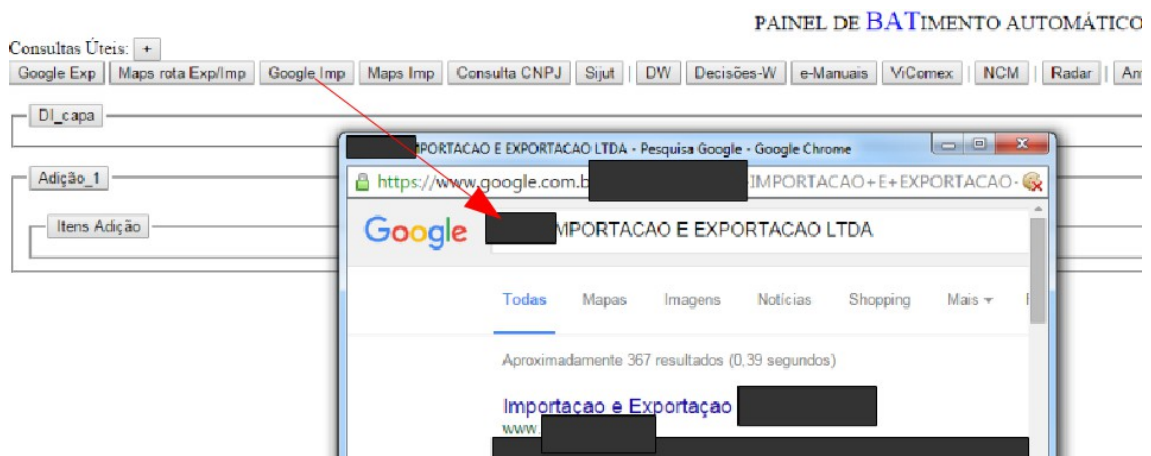 PAINEL DE BATIMENTO AUTOMÁTICO
Consultas Úteis: +
Google Exp | Maps rota Exp/Imp | Google Imp | Maps Imp | Consulta CNPJ | Sijut | DW | Decisões-W | e-Manuais | ViComex | NCM | Radar |
DI_capa
PORTACAO E EXPORTACAO LTDA - Pesquisa Google - Google Chrome
Adição_1
https://www.google.com.b IMPORTACAO+E+EXPORTACAO-
Itens Adição
Google
MPORTACAO E EXPORTACAO LTDA
Todas Mapas Imagens Notícias Shopping Mais
Aproximadamente 367 resultados (0,39 segundos)
Importaçao e Exportaçao
www.